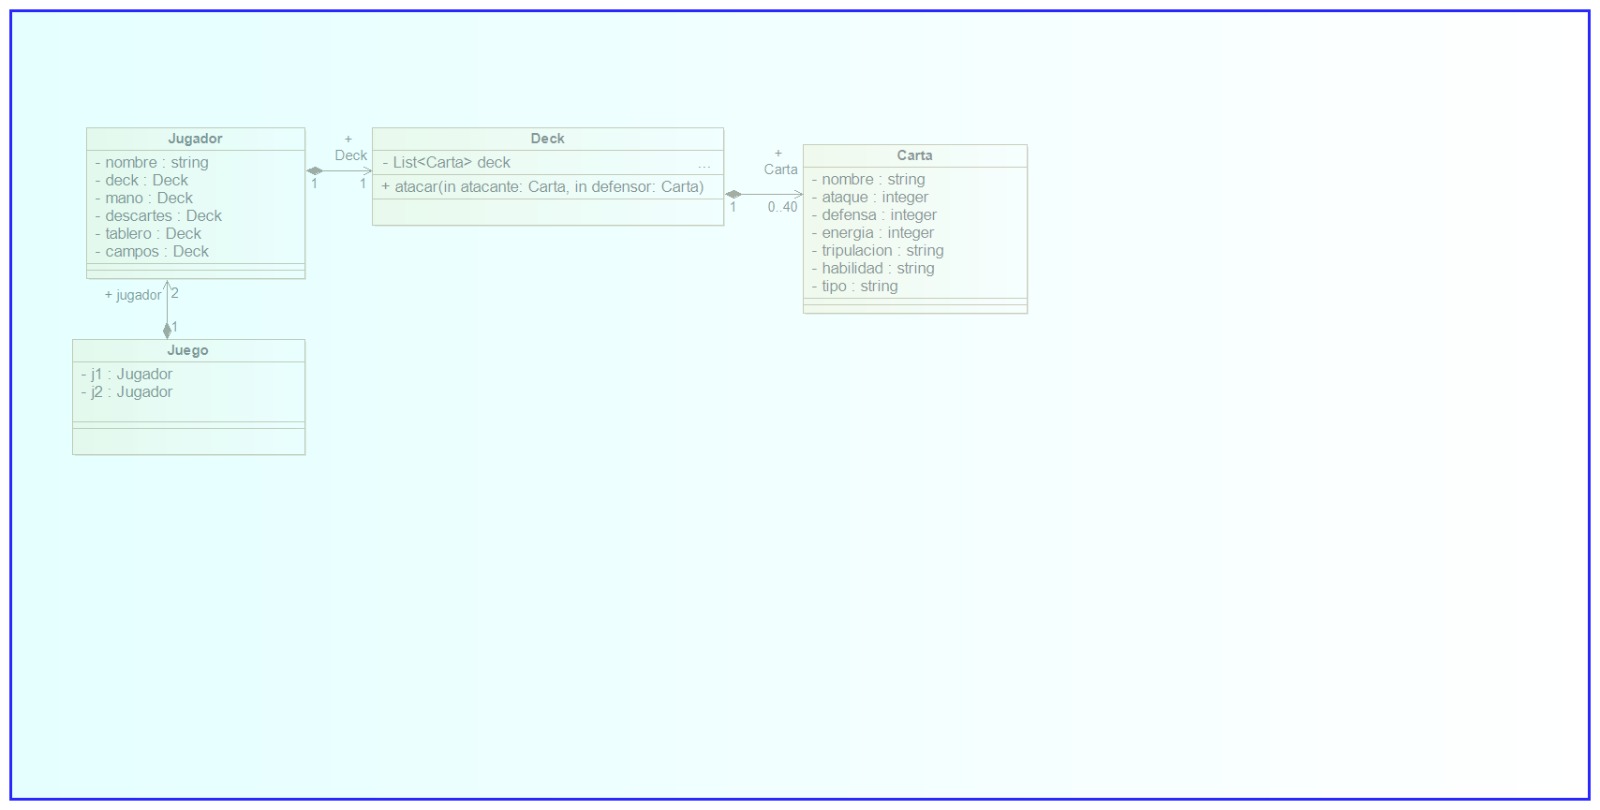 Jugador
- nombre : string
- deck : Deck
- mano : Deck
- descartes : Deck
- tablero : Deck
- campos : Deck
+
Deck
1
1
Deck
- List<Carta> deck
...
+ atacar(in atacante: Carta, in defensor: Carta)
+
Carta
1
0..40
Carta
- nombre : string
- ataque : integer
- defensa : integer
- energia : integer
- tripulacion : string
- habilidad : string
- tipo : string
+ jugador
2
1
Juego
- j1 : Jugador
- j2 : Jugador